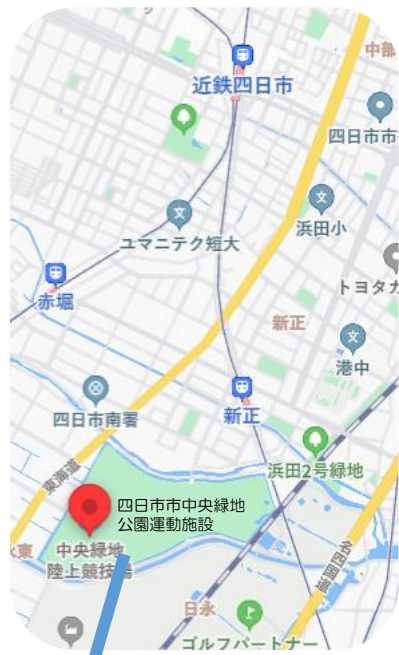 中部
近鉄四日市
四日市市
浜田小
ユマニテク短大
トヨタカ
赤堀
新正
港中
四日市南署
新正
浜田2号緑地
東海道
四日市市中央緑地
公園運動施設
名四国道
東
中央緑地
陸上競技場
日永
ゴルフパートナー